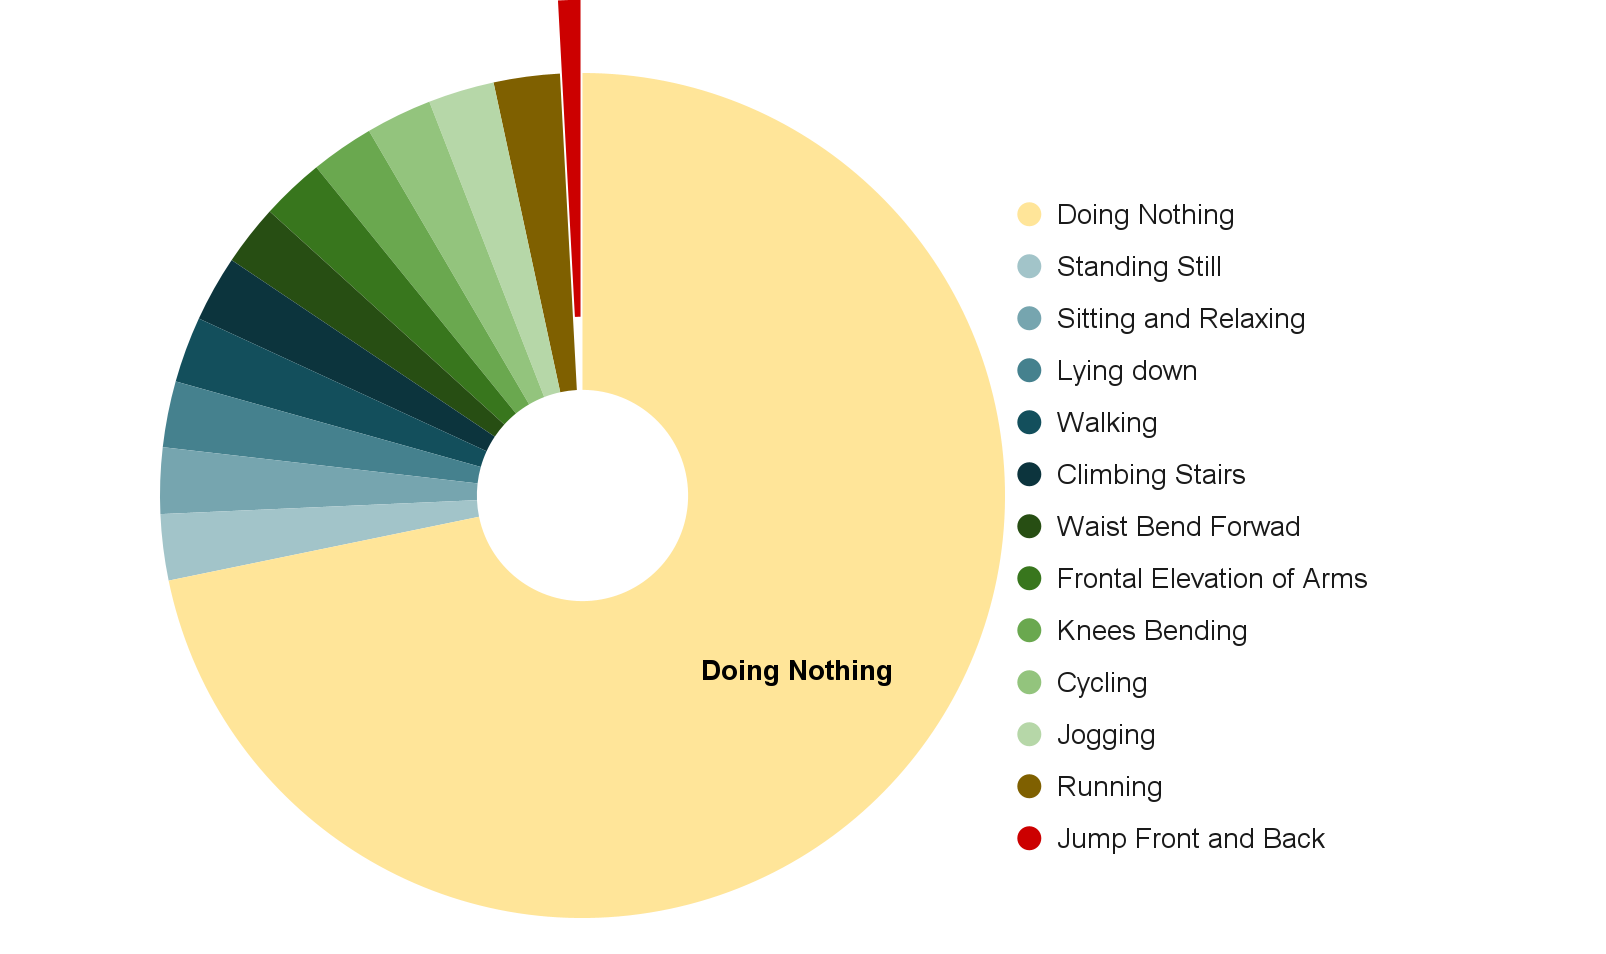 Doing Nothing
Doing Nothing
Standing Still
Sitting and Relaxing
Lying down
Walking
Climbing Stairs
Waist Bend Forwad
Frontal Elevation of Arms
Knees Bending
Cycling
Jogging
Running
Jump Front and Back